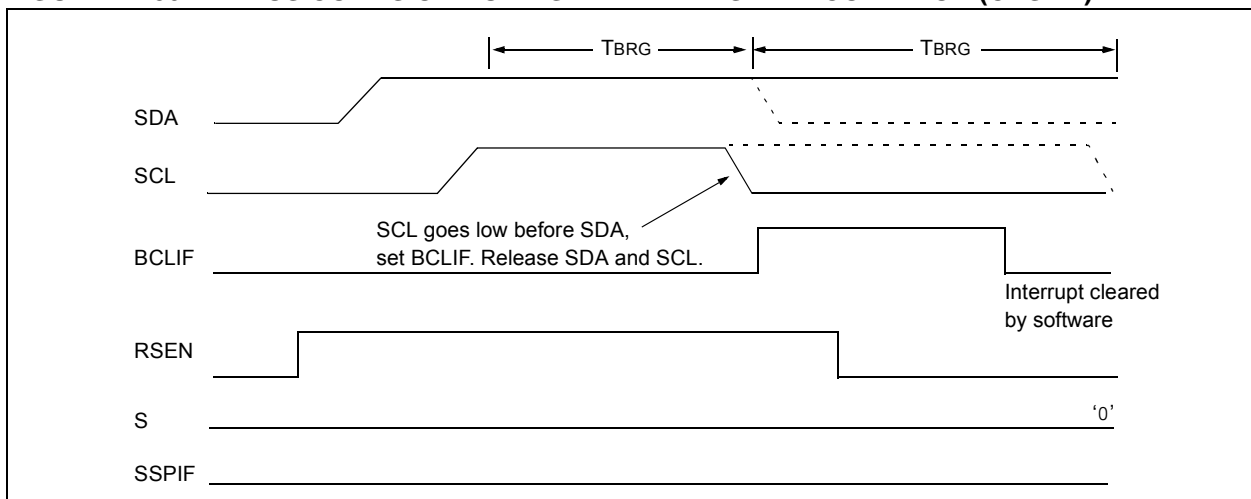 TBRG
TBRG
SDA
SCL
SCL goes low before SDA,
set BCLIF. Release SDA and SCL.
BCLIF
Interrupt cleared
by software
RSEN
S
‘0’
SSPIF